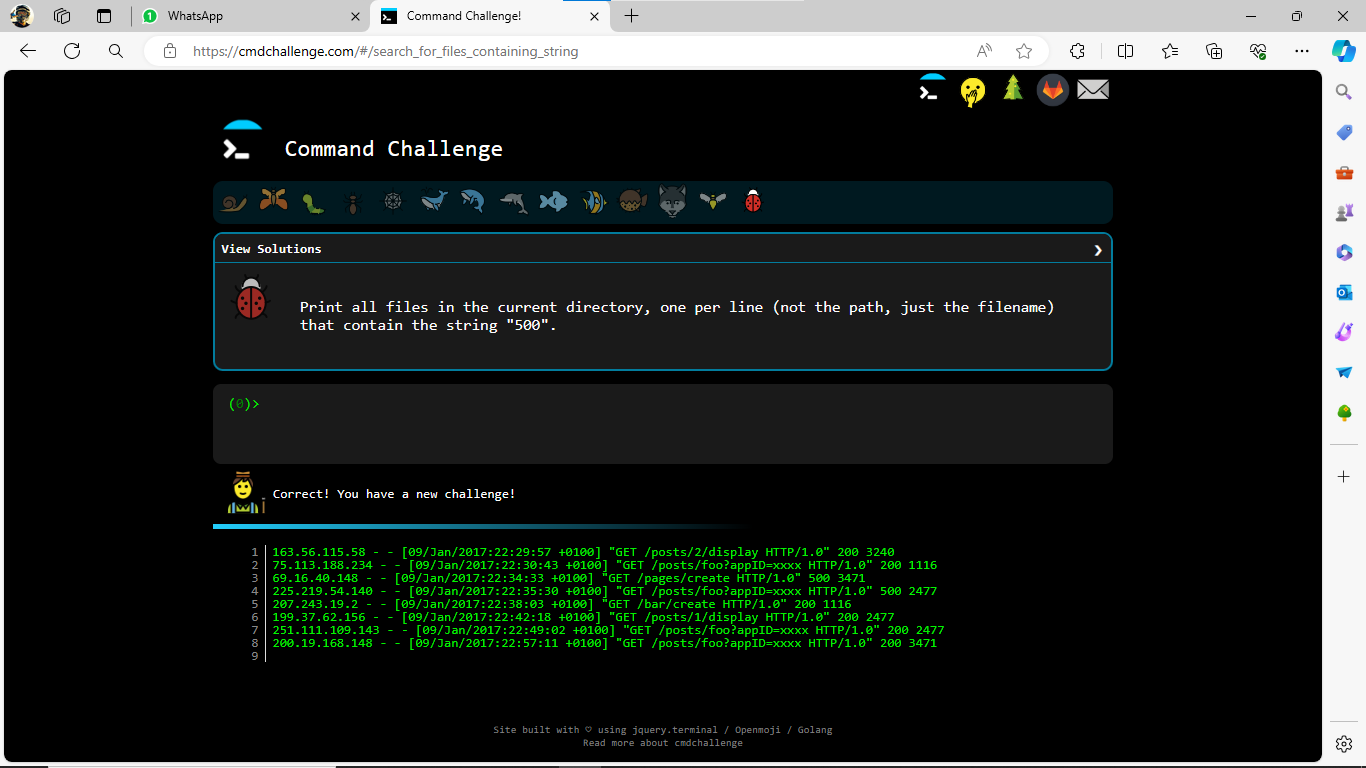 WhatsApp
Command Challenge!
https://cmdchallenge.com/#/search_for_files_containing_string
Command Challenge
View Solutions
Print all files in the current directory, one per line (not the path, just the filename)
that contain the string "500".
(0)>
Correct! You have a new challenge!
1 163.56.115.58 - - [09/Jan/2017:22:29:57 +0100] "GET /posts/2/display HTTP/1.0" 200 3240
2 75.113.188.234 - - [09/Jan/2017:22:30:43 +0100] "GET /posts/foo?appID=xxxx HTTP/1.0" 200 1116
3 69.16.40.148 - - [09/Jan/2017:22:34:33 +0100] "GET /pages/create HTTP/1.0" 500 3471
4 225.219.54.140 - - [09/Jan/2017:22:35:30 +0100] "GET /posts/foo?appID=xxxx HTTP/1.0" 500 2477
5 207.243.19.2 - - [09/Jan/2017:22:38:03 +0100] "GET /bar/create HTTP/1.0" 200 1116
6 199.37.62.156 - - [09/Jan/2017:22:42:18 +0100] "GET /posts/1/display HTTP/1.0" 200 2477
7 251.111.109.143 - - [09/Jan/2017:22:49:02 +0100] "GET /posts/foo?appID=xxxx HTTP/1.0" 200 2477
8 200.19.168.148 - - [09/Jan/2017:22:57:11 +0100] "GET /posts/foo?appID=xxxx HTTP/1.0" 200 3471
9
Site built with ♡ using jquery.terminal / Openmoji / Golang
Read more about cmdchallenge